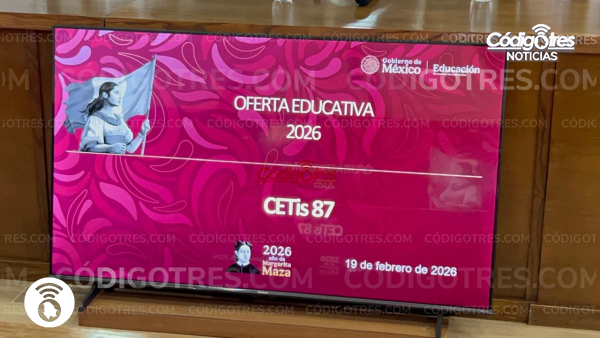 CódigoTres
NOTICIAS
Gobierno de
México
Educación
OFERTA EDUCATIVA
2026
CódigoTres
CETis 87
2026
año de
Margarita
Maza
19 de febrero de 2026
CÓDIGOTRES.COM